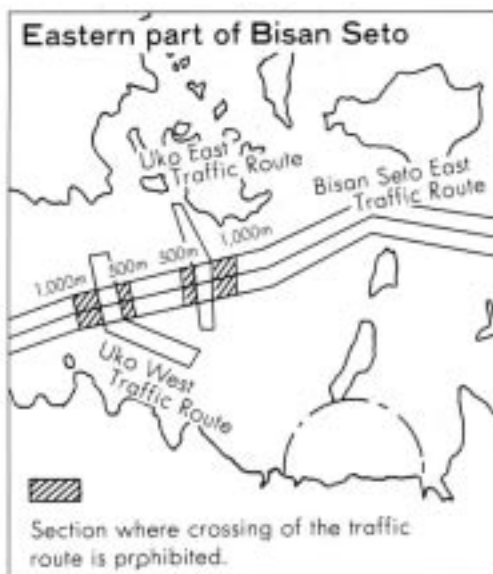 Eastern part of Bisan Seto
Uko East
Traffic Route
Bisan Seto East
Traffic Route
1,000m
500m
500m
1,000m
Uko West
Traffic Route
Section where crossing of the traffic
route is prphibited.